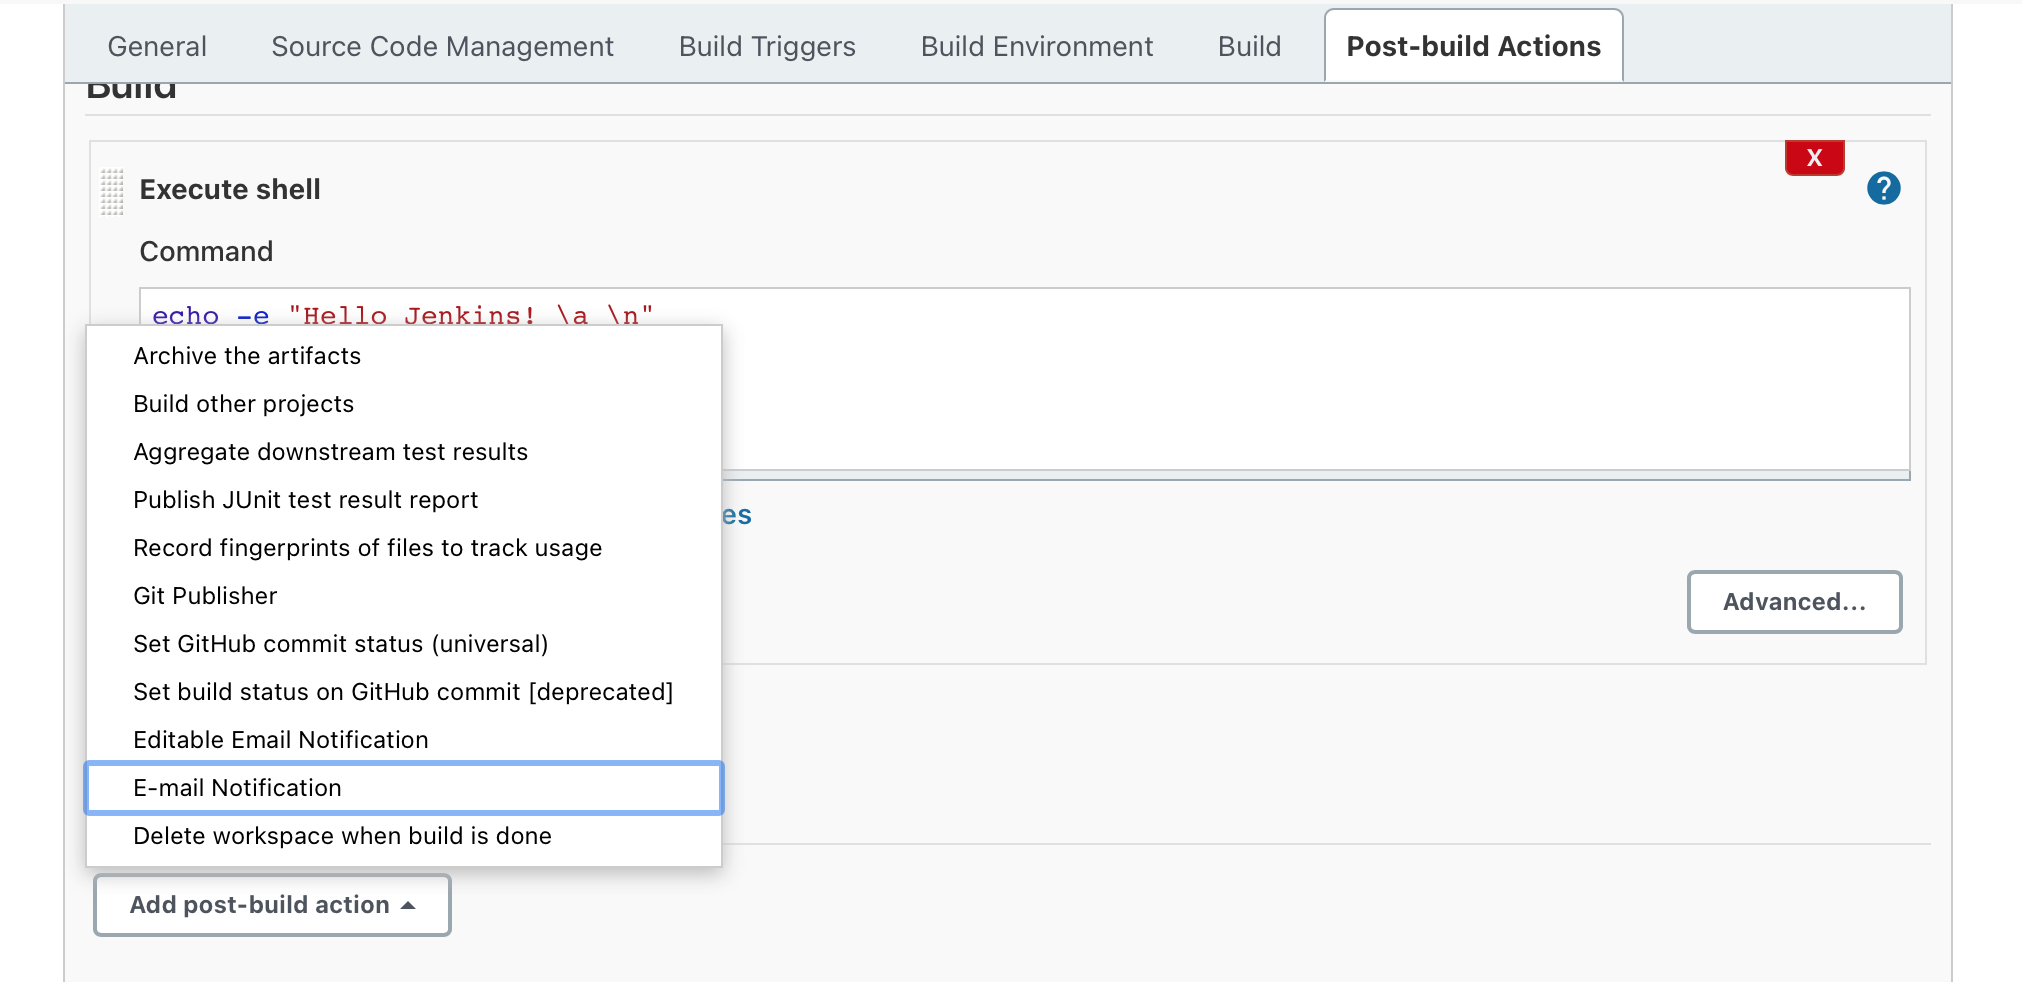 General Source Code Management Build Triggers Build Environment Build Post-build Actions
Build
X
Execute shell
?
Command
echo -e "Hello Jenkins! \a \n"
Archive the artifacts
Build other projects
Aggregate downstream test results
Publish JUnit test result report
es
Record fingerprints of files to track usage
Git Publisher
Advanced...
Set GitHub commit status (universal)
Set build status on GitHub commit [deprecated]
Editable Email Notification
E-mail Notification
Delete workspace when build is done
Add post-build action